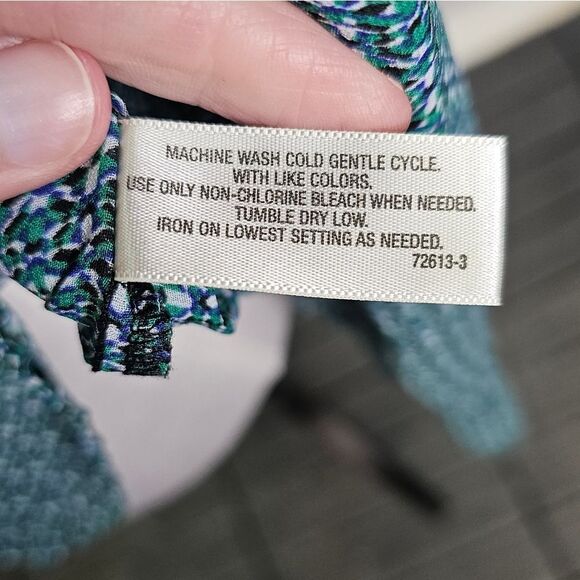 MACHINE WASH COLD GENTLE CYCLE.
WITH LIKE COLORS.
USE ONLY NON-CHLORINE BLEACH WHEN NEEDED.
TUMBLE DRY LOW.
IRON ON LOWEST SETTING AS NEEDED.
72613-3